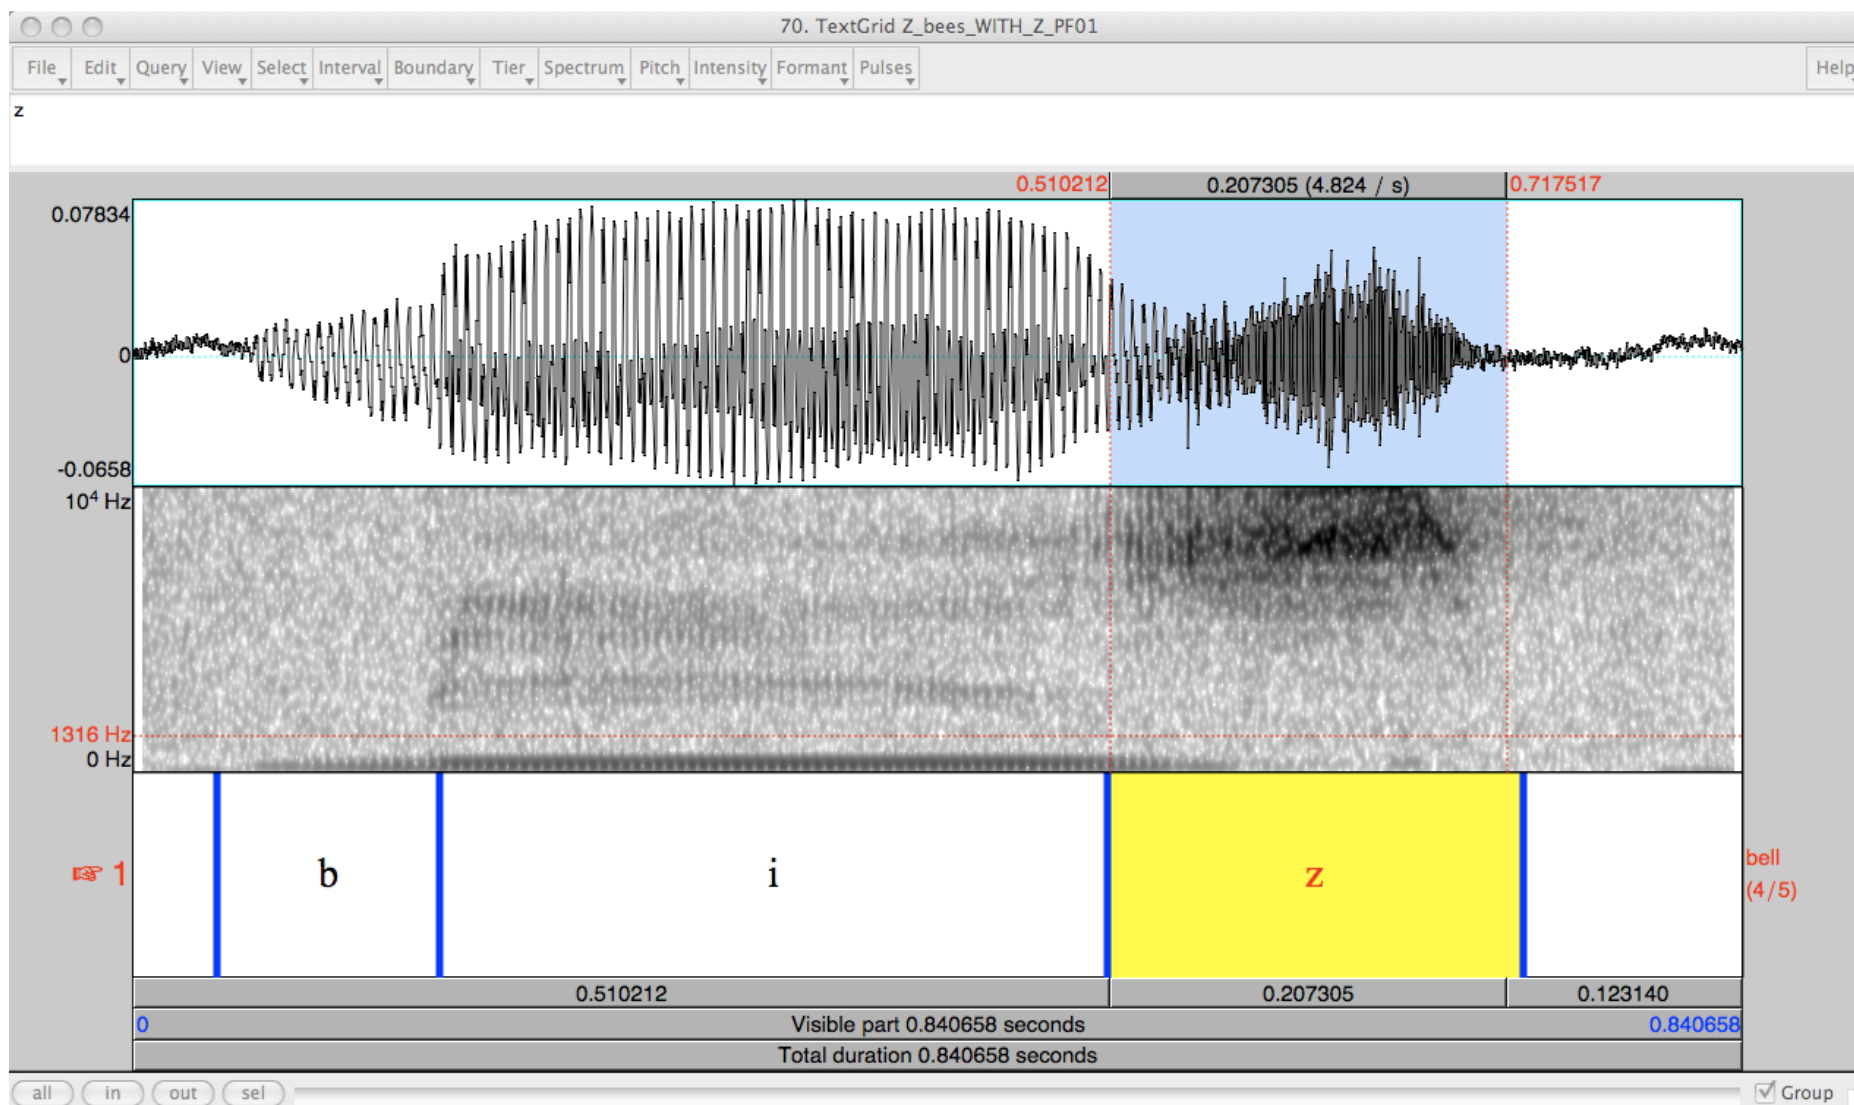 70. TextGrid Z_bees_WITH_Z_PF01
File Edit Query View Select Interval Boundary Tier Spectrum Pitch Intensity Formant Pulses Help
z
0.510212 0.207305 (4.824 / s) 0.717517
0.07834
0
-0.0658
10⁴ Hz
1316 Hz
0 Hz
☞ 1 b i z bell
(4/5)
0.510212 0.207305 0.123140
0 Visible part 0.840658 seconds 0.840658
Total duration 0.840658 seconds
all in out sel Group